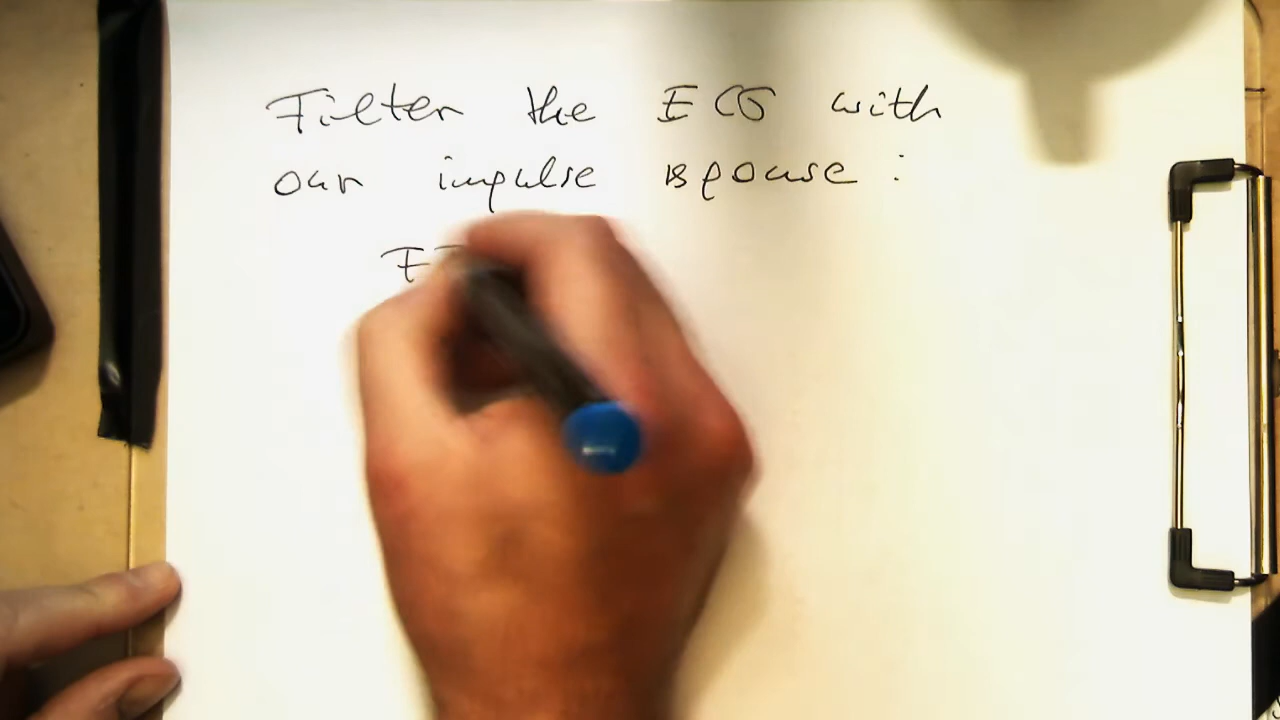 Filter the ECG with
our impulse response :
F